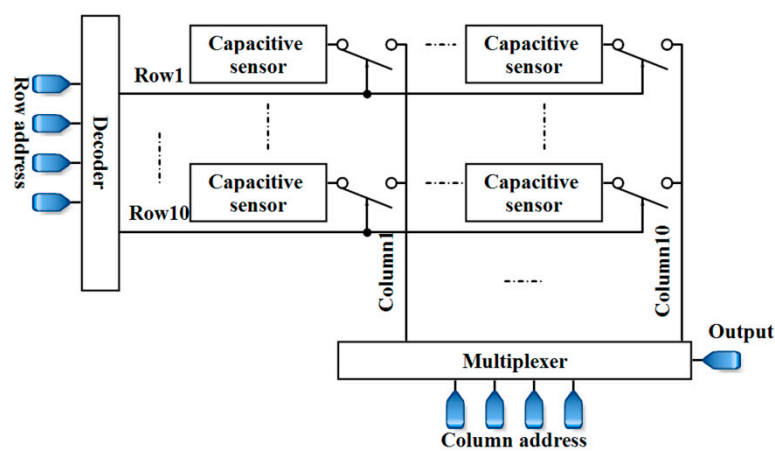 Capacitive
sensor
Capacitive
sensor
Row1
Row address
Decoder
Capacitive
sensor
Capacitive
sensor
Row10
Column1
Column10
Output
Multiplexer
Column address